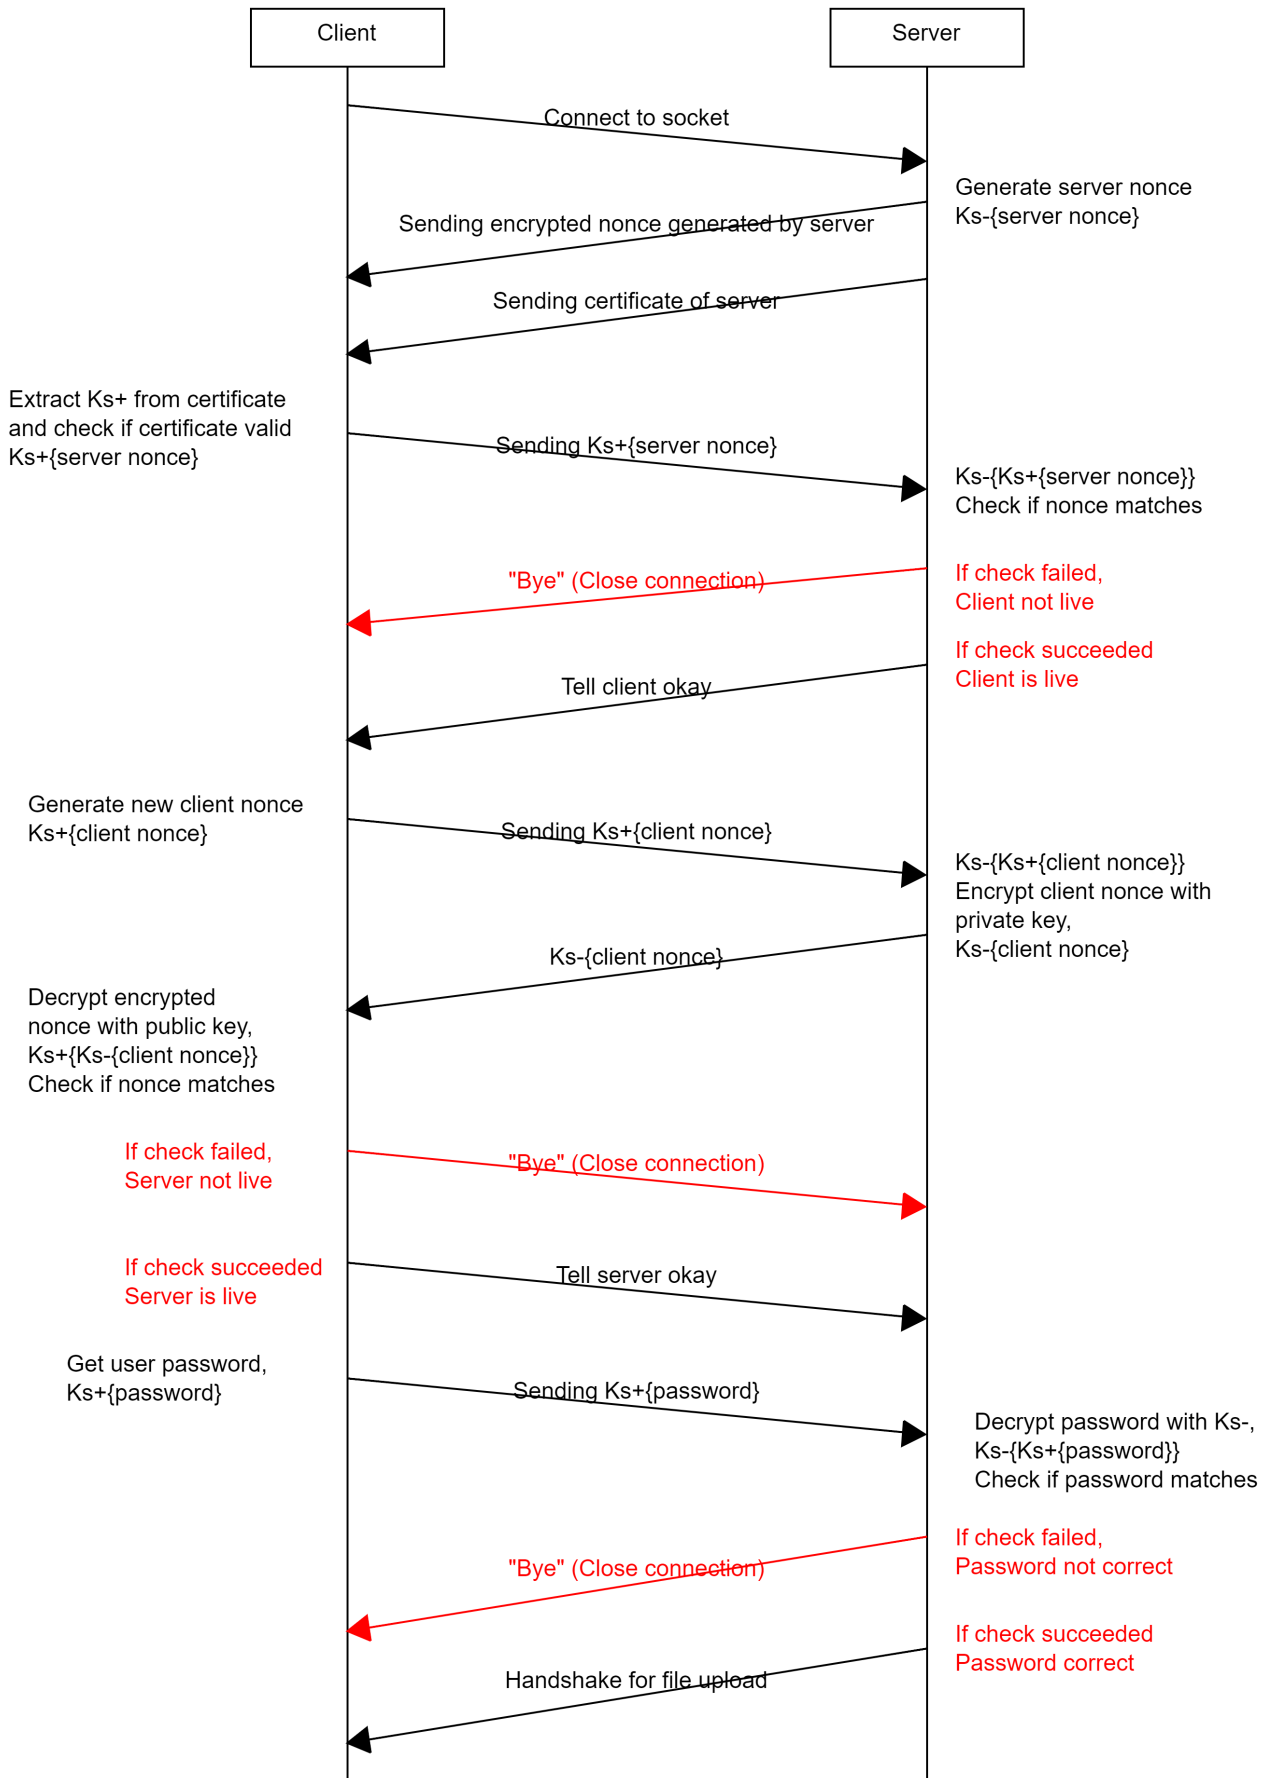 Client
Server
Connect to socket
Generate server nonce
Ks-{server nonce}
Sending encrypted nonce generated by server
Sending certificate of server
Extract Ks+ from certificate
and check if certificate valid
Ks+{server nonce}
Sending Ks+{server nonce}
Ks-{Ks+{server nonce}}
Check if nonce matches
"Bye" (Close connection)
If check failed,
Client not live
If check succeeded
Client is live
Tell client okay
Generate new client nonce
Ks+{client nonce}
Sending Ks+{client nonce}
Ks-{Ks+{client nonce}}
Encrypt client nonce with
private key,
Ks-{client nonce}
Ks-{client nonce}
Decrypt encrypted
nonce with public key,
Ks+{Ks-{client nonce}}
Check if nonce matches
If check failed,
Server not live
"Bye" (Close connection)
If check succeeded
Server is live
Tell server okay
Get user password,
Ks+{password}
Sending Ks+{password}
Decrypt password with Ks-,
Ks-{Ks+{password}}
Check if password matches
If check failed,
Password not correct
"Bye" (Close connection)
If check succeeded
Password correct
Handshake for file upload